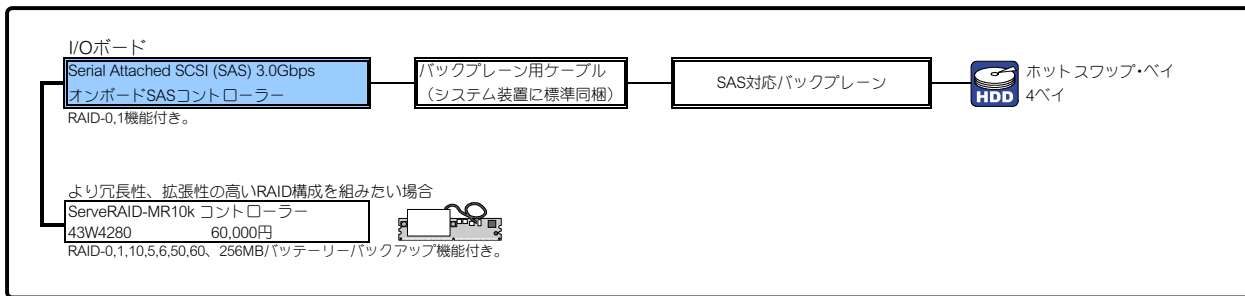 I/Oボード
Serial Attached SCSI (SAS) 3.0Gbps
オンボードSASコントローラー
RAID-0,1機能付き。
バックプレーン用ケーブル
（システム装置に標準同梱）
SAS対応バックプレーン
HDD
ホットスワップ・ベイ
4ベイ
より冗長性、拡張性の高いRAID構成を組みたい場合
ServeRAID-MR10k コントローラー
43W4280 60,000円
RAID-0,1,10,5,6,50,60、256MBバッテーリーバックアップ機能付き。